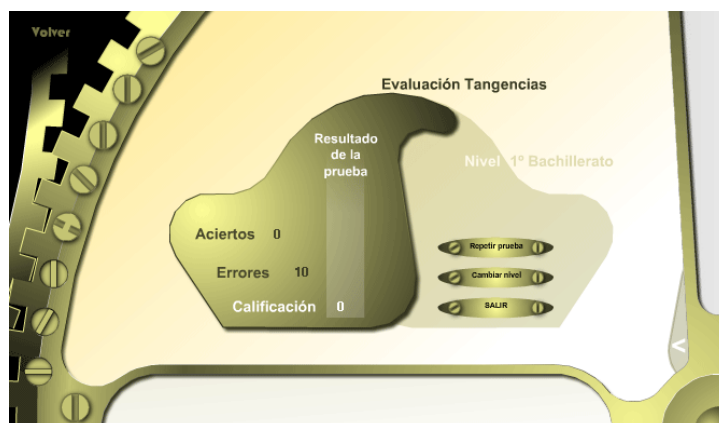 Volver
Evaluación Tangencias
Resultado
de la
prueba
Nivel 1º Bachillerato
Aciertos 0
Errores 10
Calificación 0
Repetir prueba
Cambiar nivel
SALIR
<